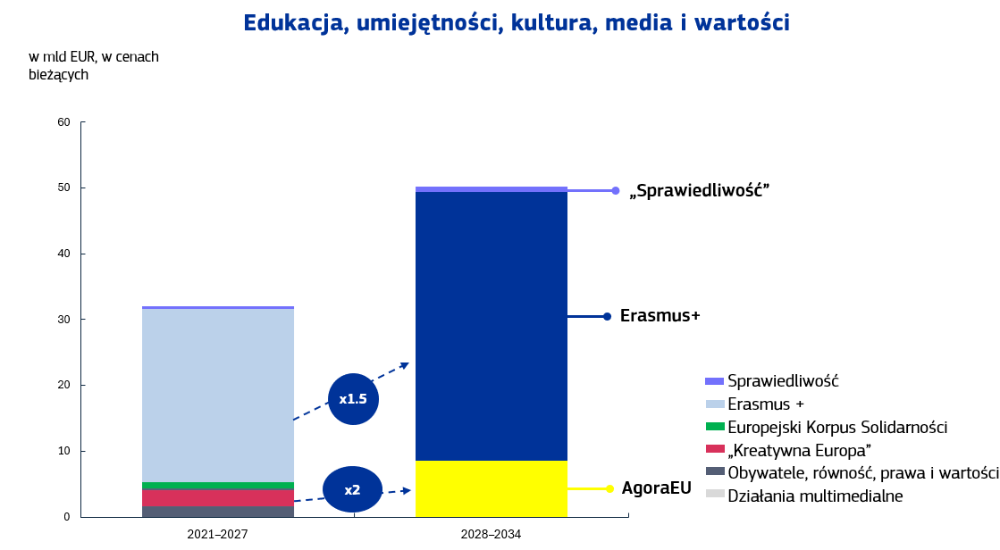 Edukacja, umiejętności, kultura, media i wartości
w mld EUR, w cenach
bieżących
60
50
40
30
20
10
0
„Sprawiedliwość”
Erasmus+
AgoraEU
x1.5
x2
2021–2027
2028–2034
Sprawiedliwość
Erasmus +
Europejski Korpus Solidarności
„Kreatywna Europa”
Obywatele, równość, prawa i wartości
Działania multimedialne